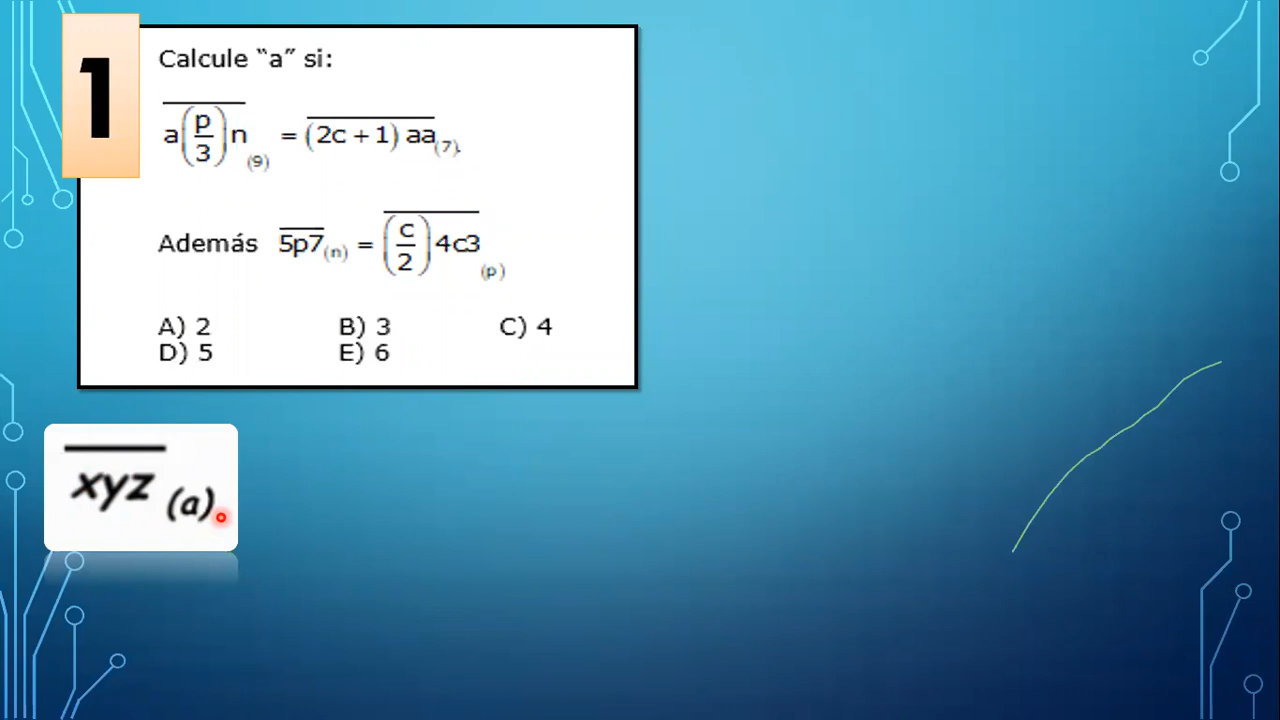 1
Calcule “a” si:
a(p/3)n(9) = (2c + 1) aa(7).
Además 5p7(n) = (c/2)4c3(p)
A) 2 B) 3 C) 4
D) 5 E) 6
xyz (a)